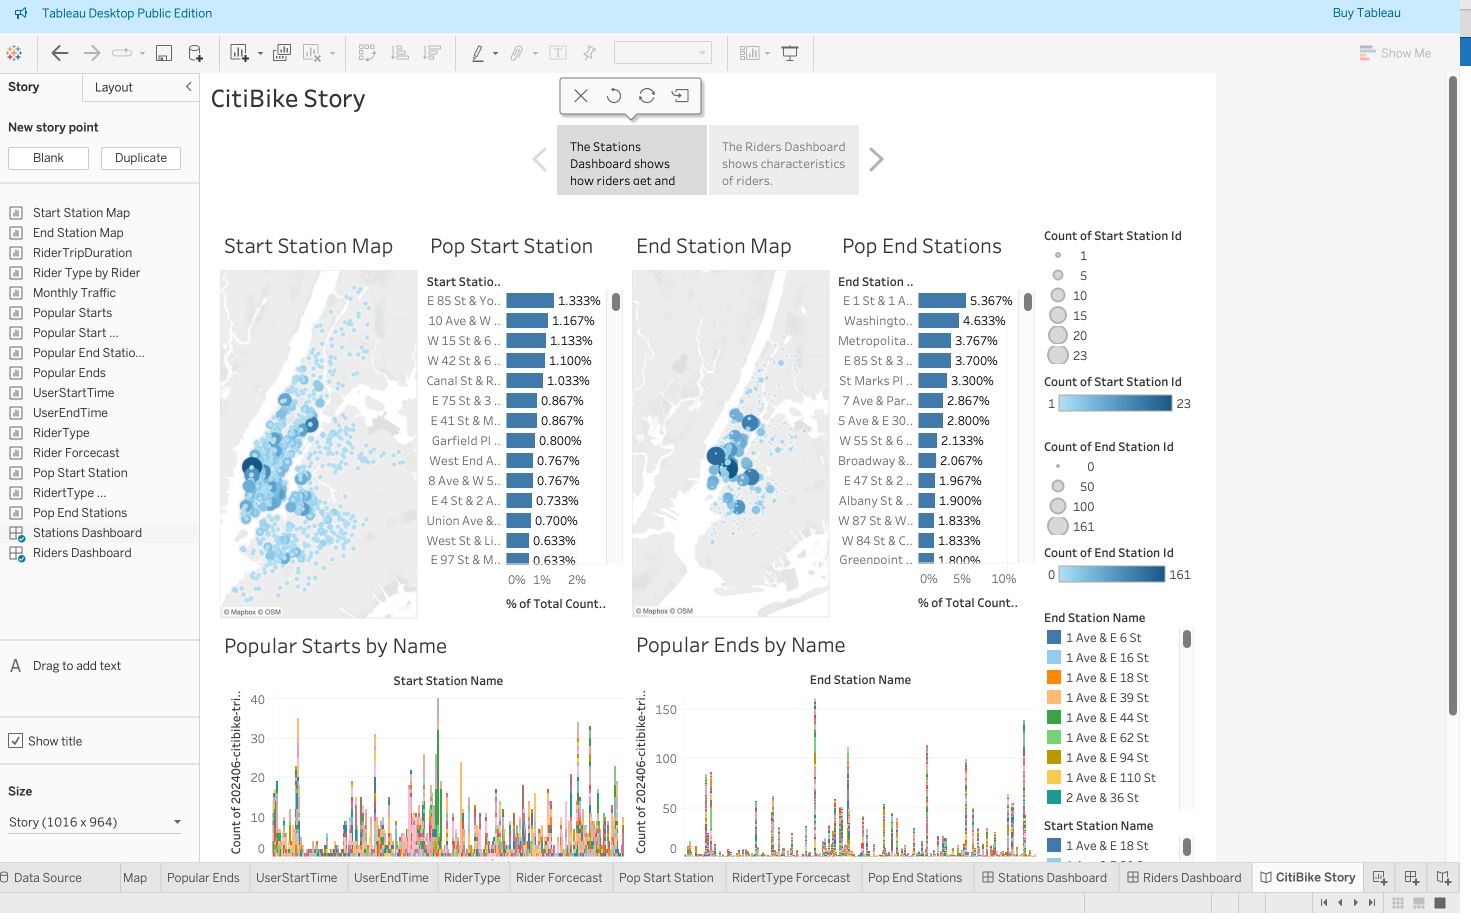 Tableau Desktop Public Edition
Buy Tableau
Show Me
Story
Layout
New story point
Blank
Duplicate
Start Station Map
End Station Map
RiderTripDuration
Rider Type by Rider
Monthly Traffic
Popular Starts
Popular Start ...
Popular End Statio...
Popular Ends
UserStartTime
UserEndTime
RiderType
Rider Forcecast
Pop Start Station
RidertType ...
Pop End Stations
Stations Dashboard
Riders Dashboard
A Drag to add text
Show title
Size
Story (1016 x 964)
CitiBike Story
The Stations
Dashboard shows
how riders get and
The Riders Dashboard
shows characteristics
of riders.
Start Station Map
© Mapbox © OSM
Pop Start Station
Start Statio..
E 85 St & Yo.. 1.333%
10 Ave & W .. 1.167%
W 15 St & 6 .. 1.133%
W 42 St & 6 .. 1.100%
Canal St & R.. 1.033%
E 75 St & 3 .. 0.867%
E 41 St & M.. 0.867%
Garfield Pl .. 0.800%
West End A.. 0.767%
8 Ave & W 5.. 0.767%
E 4 St & 2 A.. 0.733%
Union Ave &.. 0.700%
West St & Li.. 0.633%
E 97 St & M.. 0.633%
0% 1% 2%
% of Total Count..
End Station Map
© Mapbox © OSM
Pop End Stations
End Station ..
E 1 St & 1 A.. 5.367%
Washingto.. 4.633%
Metropolita.. 3.767%
E 85 St & 3 .. 3.700%
St Marks Pl .. 3.300%
7 Ave & Par.. 2.867%
5 Ave & E 30.. 2.800%
W 55 St & 6 .. 2.133%
Broadway &.. 2.067%
E 47 St & 2 .. 1.967%
Albany St & .. 1.900%
W 87 St & W.. 1.833%
W 84 St & C.. 1.833%
Greenpoint .. 1.800%
0% 5% 10%
% of Total Count..
Count of Start Station Id
1
5
10
15
20
23
Count of Start Station Id
1 23
Count of End Station Id
0
50
100
161
Count of End Station Id
0 161
End Station Name
1 Ave & E 6 St
1 Ave & E 16 St
1 Ave & E 18 St
1 Ave & E 39 St
1 Ave & E 44 St
1 Ave & E 62 St
1 Ave & E 94 St
1 Ave & E 110 St
2 Ave & 36 St
Start Station Name
1 Ave & E 18 St
Popular Starts by Name
Start Station Name
Count of 202406-citibike-tri..
40
30
20
10
0
Popular Ends by Name
End Station Name
Count of 202406-citibike-tri..
150
100
50
0
Data Source
Map
Popular Ends
UserStartTime
UserEndTime
RiderType
Rider Forcecast
Pop Start Station
RidertType Forcecast
Pop End Stations
Stations Dashboard
Riders Dashboard
CitiBike Story